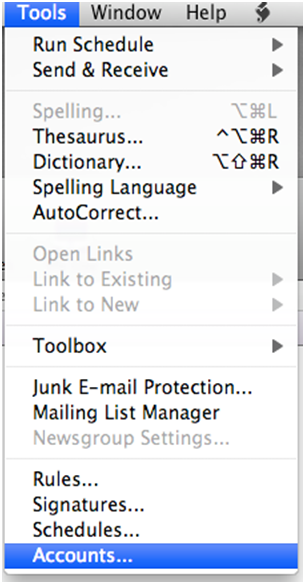 Tools Window Help
Run Schedule
Send & Receive
Spelling... ⌥⌘L
Thesaurus... ^⌥⌘R
Dictionary... ⌥⇧⌘R
Spelling Language
AutoCorrect...
Open Links
Link to Existing
Link to New
Toolbox
Junk E-mail Protection...
Mailing List Manager
Newsgroup Settings...
Rules...
Signatures...
Schedules...
Accounts...